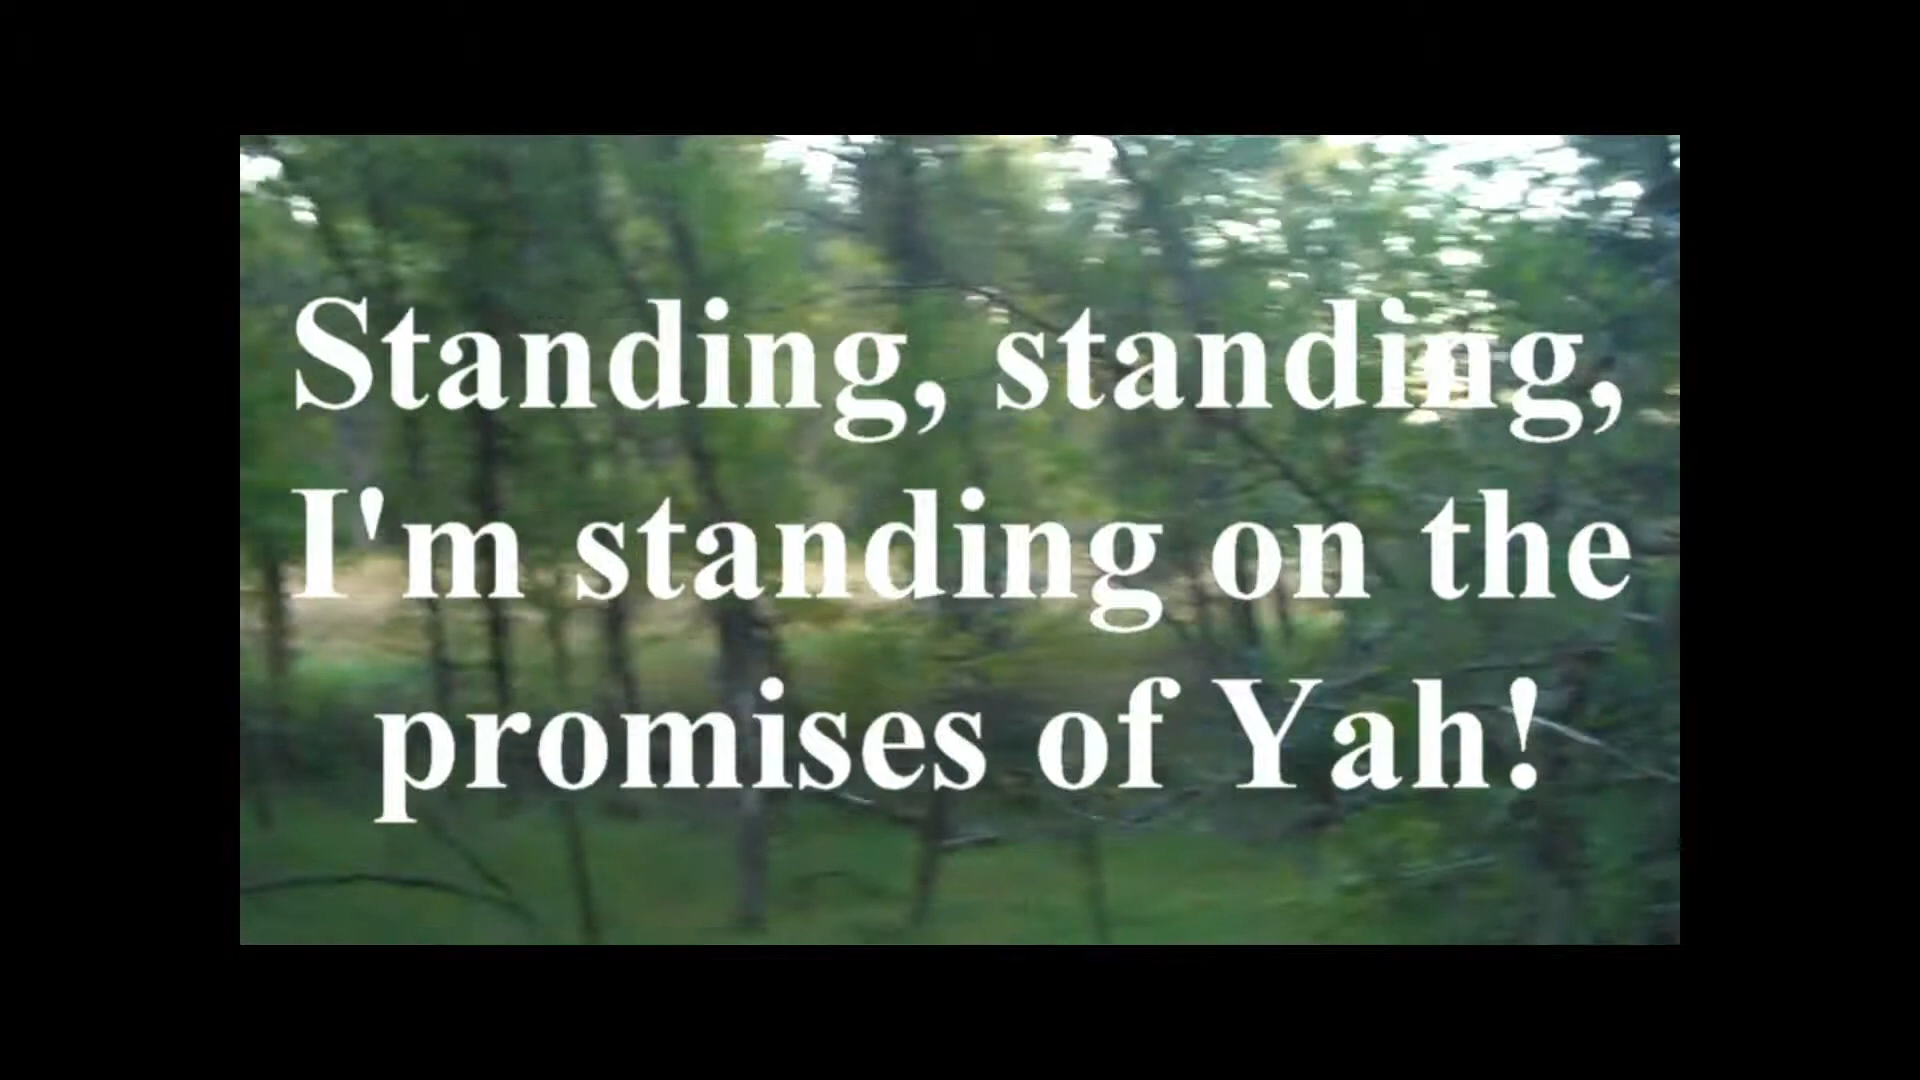 Standing, standing,
I'm standing on the
promises of Yah!